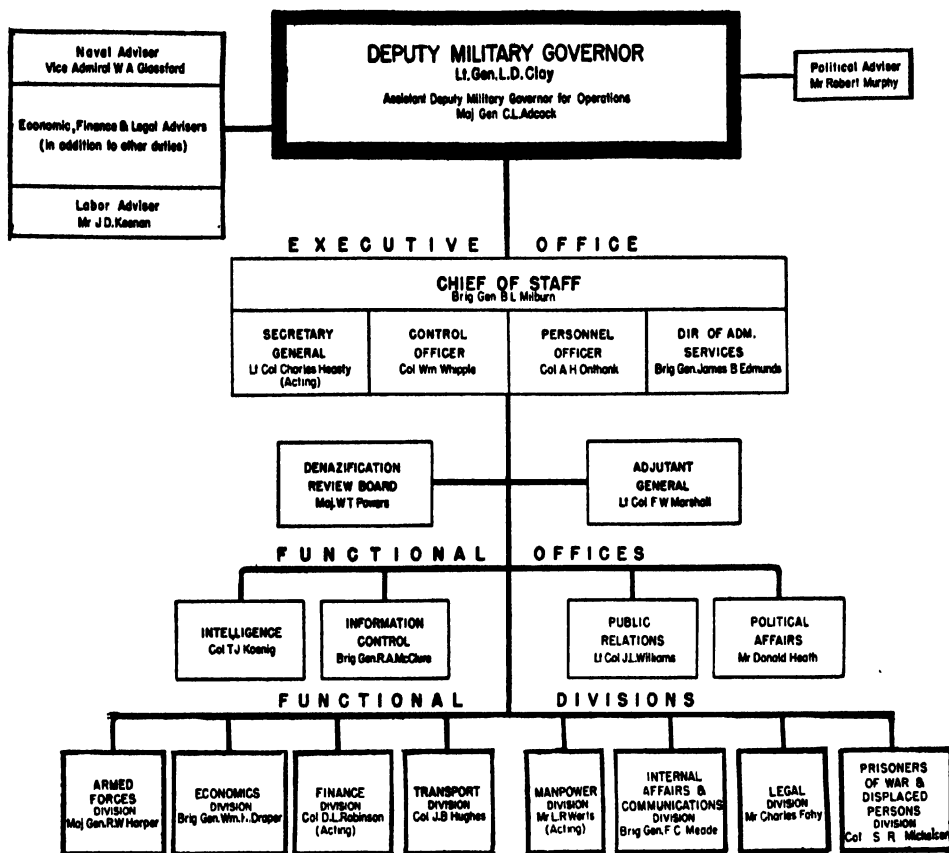 Naval Adviser
Vice Admiral W A Glassford
Economic, Finance & Legal Advisers
(in addition to other duties)
Labor Adviser
Mr J D. Keenan
DEPUTY MILITARY GOVERNOR
Lt. Gen. L. D. Clay
Assistant Deputy Military Governor for Operations
Maj Gen C. L. Adcock
Political Adviser
Mr Robert Murphy
EXECUTIVE OFFICE
CHIEF OF STAFF
Brig Gen B L Milburn
SECRETARY
GENERAL
Lt Col Charles Heasty
(Acting)
CONTROL
OFFICER
Col Wm Whipple
PERSONNEL
OFFICER
Col A H Onthank
DIR OF ADM.
SERVICES
Brig Gen. James B Edmunds
DENAZIFICATION
REVIEW BOARD
Maj. W T Powers
ADJUTANT
GENERAL
Lt Col F W Marshall
FUNCTIONAL OFFICES
INTELLIGENCE
Col T J Koenig
INFORMATION
CONTROL
Brig Gen. R. A. McClure
PUBLIC
RELATIONS
Lt Col J. L. Williams
POLITICAL
AFFAIRS
Mr Donald Heath
FUNCTIONAL DIVISIONS
ARMED
FORCES
DIVISION
Maj Gen. R. W Harper
ECONOMICS
DIVISION
Brig Gen. Wm. H. Draper
FINANCE
DIVISION
Col D. L. Robinson
(Acting)
TRANSPORT
DIVISION
Col J. B Hughes
MANPOWER
DIVISION
Mr L. R Werts
(Acting)
INTERNAL
AFFAIRS &
COMMUNICATIONS
DIVISION
Brig Gen. F C Meade
LEGAL
DIVISION
Mr Charles Fahy
PRISONERS
OF WAR &
DISPLACED
PERSONS
DIVISION
Col S R